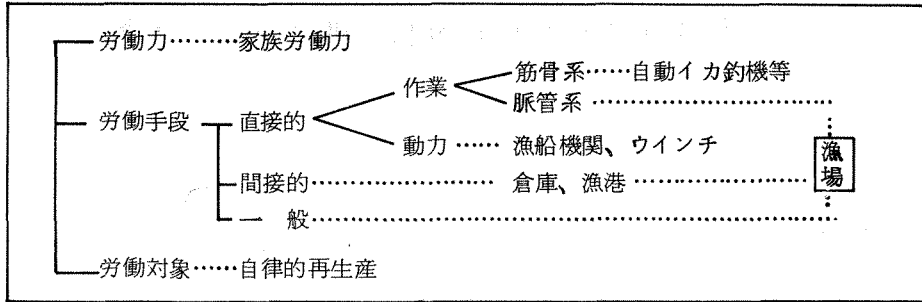 労働力………家族労働力
筋骨系……自動イカ釣機等
作業
脈管系
労働手段 直接的
動力……漁船機関、ウインチ
漁場
間接的 倉庫、漁港
一般
労働対象……自律的再生産